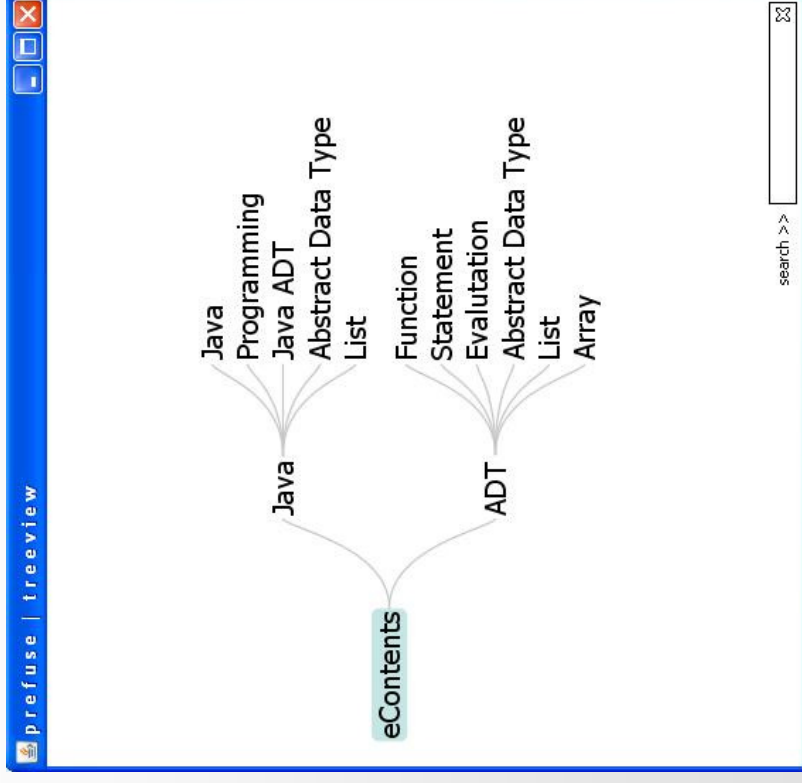 prefuse | treeview
eContents
Java
Java
Programming
Java ADT
Abstract Data Type
List
ADT
Function
Statement
Evalutation
Abstract Data Type
List
Array
search >>